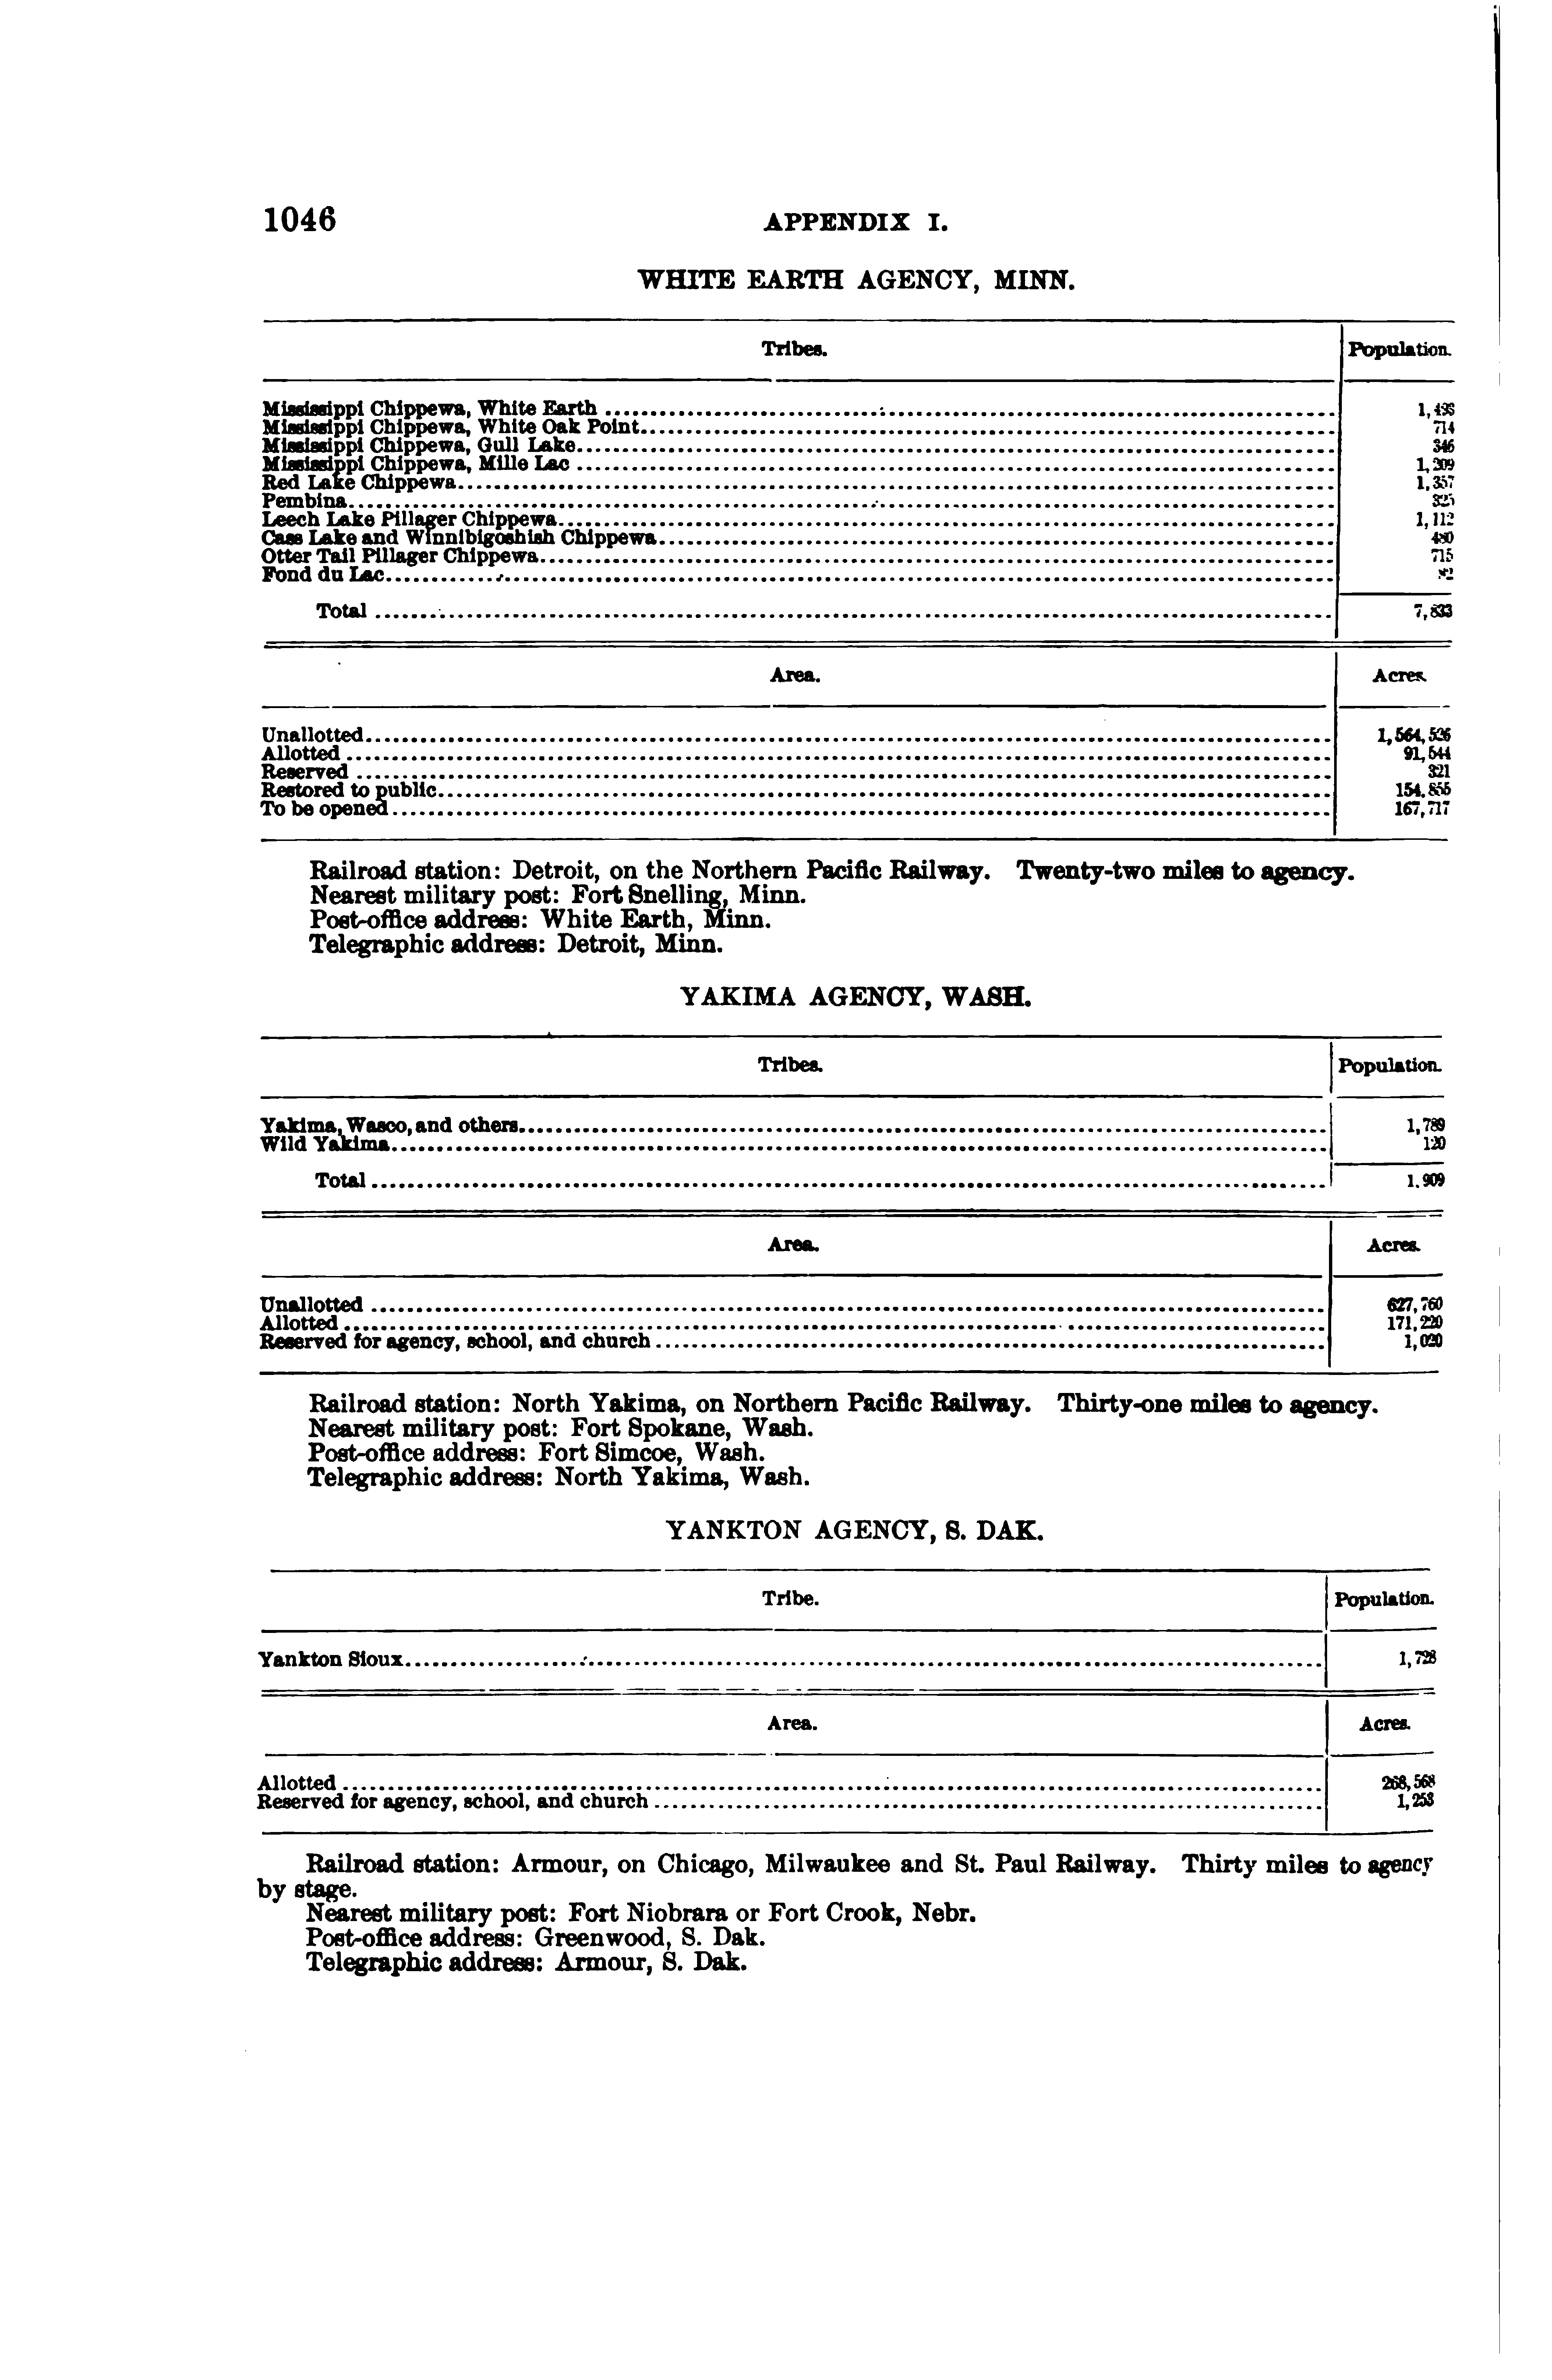 1046
APPENDIX I.
WHITE EARTH AGENCY, MINN.
Tribes. Population.
Mississippi Chippewa, White Earth 1,493
Mississippi Chippewa, White Oak Point 714
Mississippi Chippewa, Gull Lake 346
Mississippi Chippewa, Mille Lac 1,209
Red Lake Chippewa 1,357
Pembina 325
Leech Lake Pillager Chippewa 1,112
Cass Lake and Winnibigoshish Chippewa 480
Otter Tail Pillager Chippewa 715
Fond du Lac 82
Total 7,833
Area. Acres.
Unallotted
Allotted 91,544
Reserved 321
Restored to public 154,855
To be opened 167,717
Railroad station: Detroit, on the Northern Pacific Railway. Twenty-two miles to agency.
Nearest military post: Fort Snelling, Minn.
Post-office address: White Earth, Minn.
Telegraphic address: Detroit, Minn.
YAKIMA AGENCY, WASH.
Tribes. Population.
Yakima, Wasco, and others 1,789
Wild Yakima 120
Total 1,909
Area. Acres.
Unallotted 627,760
Allotted 171,220
Reserved for agency, school, and church 1,020
Railroad station: North Yakima, on Northern Pacific Railway. Thirty-one miles to agency.
Nearest military post: Fort Spokane, Wash.
Post-office address: Fort Simcoe, Wash.
Telegraphic address: North Yakima, Wash.
YANKTON AGENCY, S. DAK.
Tribe. Population.
Yankton Sioux 1,728
Area. Acres.
Allotted 268,568
Reserved for agency, school, and church 1,253
Railroad station: Armour, on Chicago, Milwaukee and St. Paul Railway. Thirty miles to agency
by stage.
Nearest military post: Fort Niobrara or Fort Crook, Nebr.
Post-office address: Greenwood, S. Dak.
Telegraphic address: Armour, S. Dak.